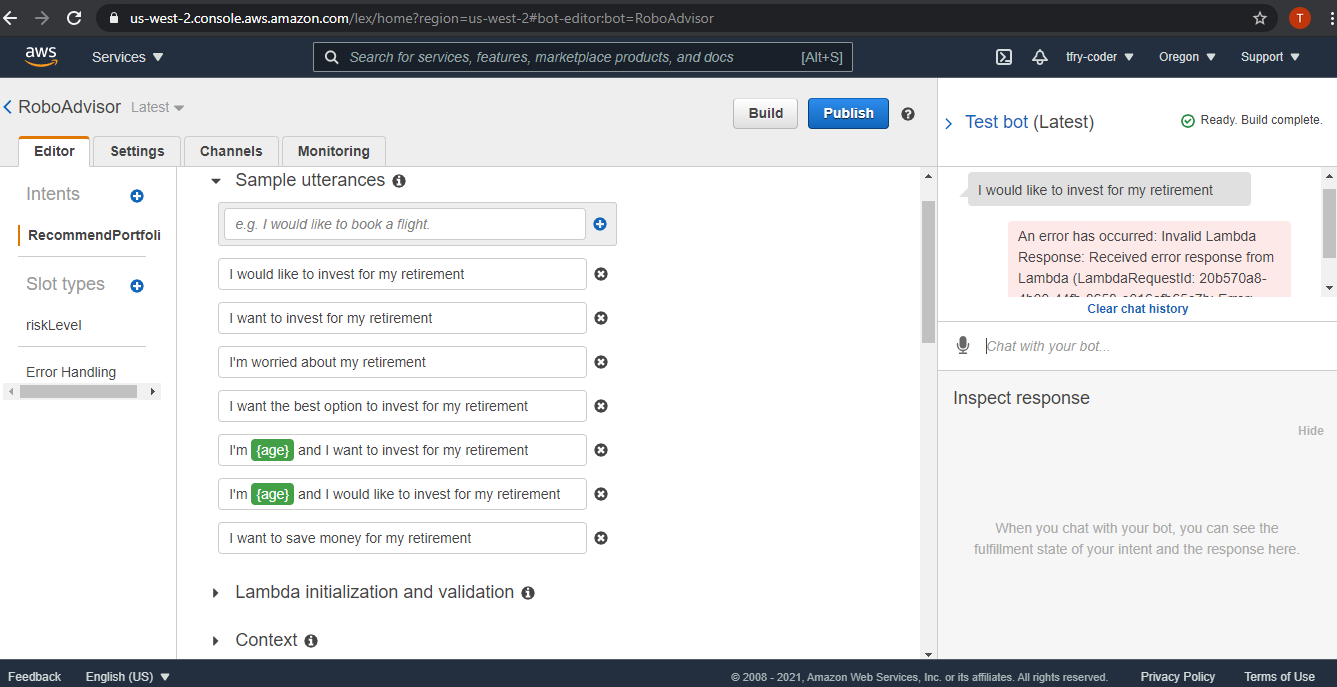 us-west-2.console.aws.amazon.com/lex/home?region=us-west-2#bot-editor:bot=RoboAdvisor
T
aws
Services
Search for services, features, marketplace products, and docs
[Alt+S]
tfry-coder
Oregon
Support
RoboAdvisor Latest
Build
Publish
Editor
Settings
Channels
Monitoring
Intents
RecommendPortfoli
Slot types
riskLevel
Error Handling
Sample utterances
e.g. I would like to book a flight.
I would like to invest for my retirement
I want to invest for my retirement
I'm worried about my retirement
I want the best option to invest for my retirement
I'm {age} and I want to invest for my retirement
I'm {age} and I would like to invest for my retirement
I want to save money for my retirement
Lambda initialization and validation
Context
Test bot (Latest)
Ready. Build complete.
I would like to invest for my retirement
An error has occurred: Invalid Lambda
Response: Received error response from
Lambda (LambdaRequestId: 20b570a8-
Clear chat history
Chat with your bot...
Inspect response
Hide
When you chat with your bot, you can see the
fulfillment state of your intent and the response here.
Feedback
English (US)
© 2008 - 2021, Amazon Web Services, Inc. or its affiliates. All rights reserved.
Privacy Policy
Terms of Use